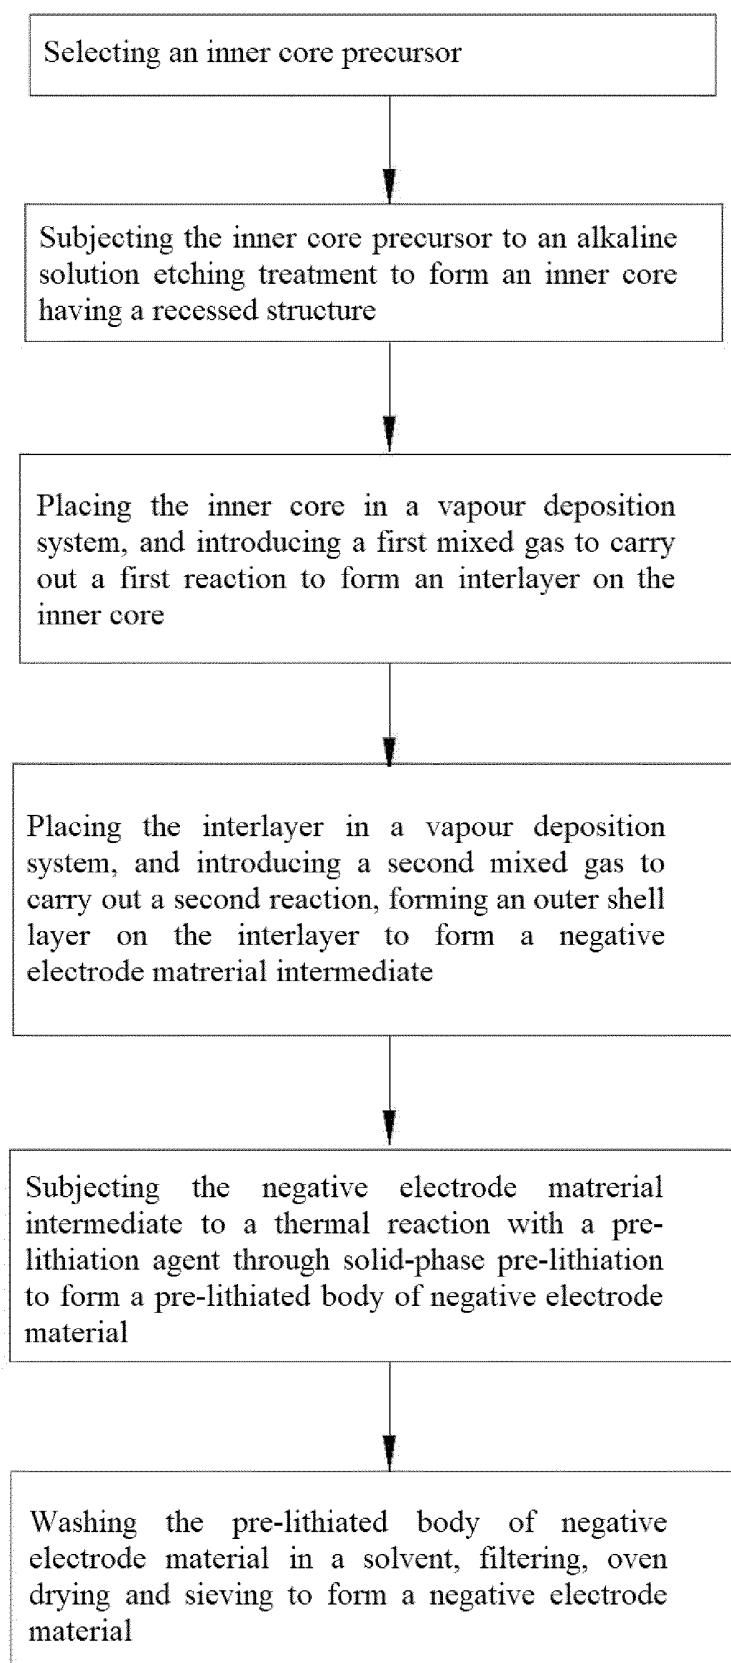 Selecting an inner core precursor
Subjecting the inner core precursor to an alkaline
solution etching treatment to form an inner core
having a recessed structure
Placing the inner core in a vapour deposition
system, and introducing a first mixed gas to carry
out a first reaction to form an interlayer on the
inner core
Placing the interlayer in a vapour deposition
system, and introducing a second mixed gas to
carry out a second reaction, forming an outer shell
layer on the interlayer to form a negative
electrode matrerial intermediate
Subjecting the negative electrode matrerial
intermediate to a thermal reaction with a pre-
lithiation agent through solid-phase pre-lithiation
to form a pre-lithiated body of negative electrode
material
Washing the pre-lithiated body of negative
electrode material in a solvent, filtering, oven
drying and sieving to form a negative electrode
material